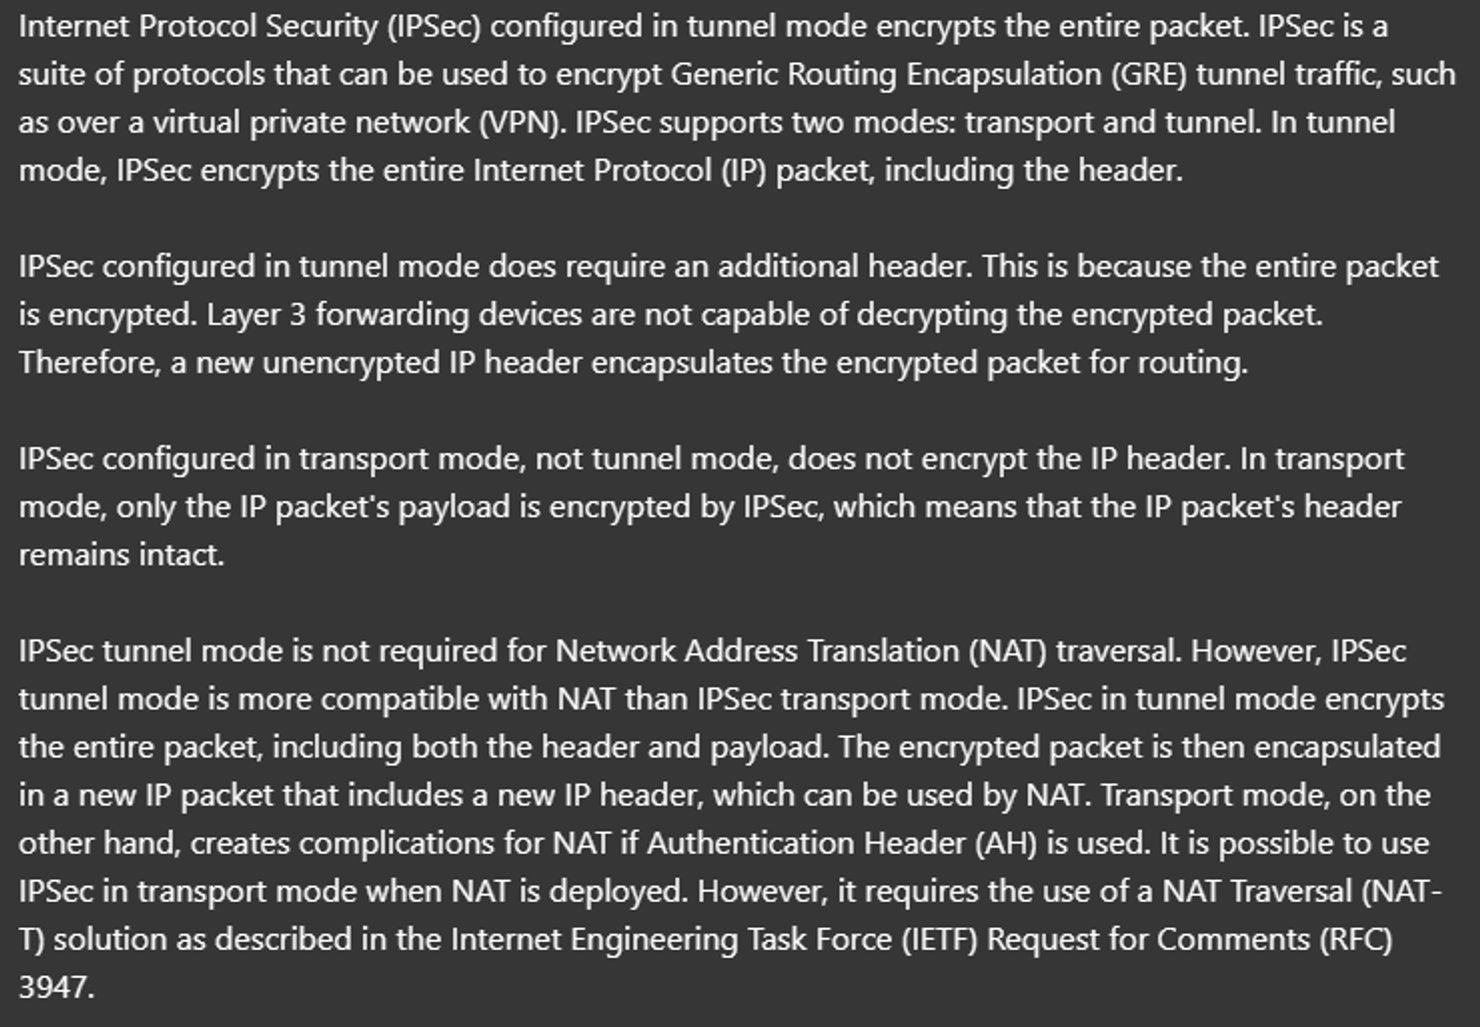 Internet Protocol Security (IPSec) configured in tunnel mode encrypts the entire packet. IPSec is a
suite of protocols that can be used to encrypt Generic Routing Encapsulation (GRE) tunnel traffic, such
as over a virtual private network (VPN). IPSec supports two modes: transport and tunnel. In tunnel
mode, IPSec encrypts the entire Internet Protocol (IP) packet, including the header.
IPSec configured in tunnel mode does require an additional header. This is because the entire packet
is encrypted. Layer 3 forwarding devices are not capable of decrypting the encrypted packet.
Therefore, a new unencrypted IP header encapsulates the encrypted packet for routing.
IPSec configured in transport mode, not tunnel mode, does not encrypt the IP header. In transport
mode, only the IP packet's payload is encrypted by IPSec, which means that the IP packet's header
remains intact.
IPSec tunnel mode is not required for Network Address Translation (NAT) traversal. However, IPSec
tunnel mode is more compatible with NAT than IPSec transport mode. IPSec in tunnel mode encrypts
the entire packet, including both the header and payload. The encrypted packet is then encapsulated
in a new IP packet that includes a new IP header, which can be used by NAT. Transport mode, on the
other hand, creates complications for NAT if Authentication Header (AH) is used. It is possible to use
IPSec in transport mode when NAT is deployed. However, it requires the use of a NAT Traversal (NAT-
T) solution as described in the Internet Engineering Task Force (IETF) Request for Comments (RFC)
3947.